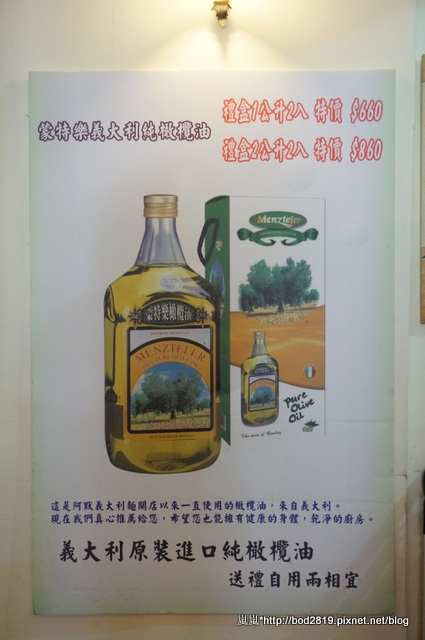 禮盒1公升2入 特價 $660
蒙特樂義大利純橄欖油
禮盒2公升2入 特價 $860
Menzteler
蒙特樂橄欖油
MENZTELER
Pure
Olive
Oil
這是阿默義大利麵開店以來一直使用的橄欖油，來自義大利。
現在我們真心推薦給您，希望您也能擁有健康的身體，乾淨的廚房。
義大利原裝進口純橄欖油
送禮自用兩相宜
嵐嵐*http://bod2819.pixnet.net/blog